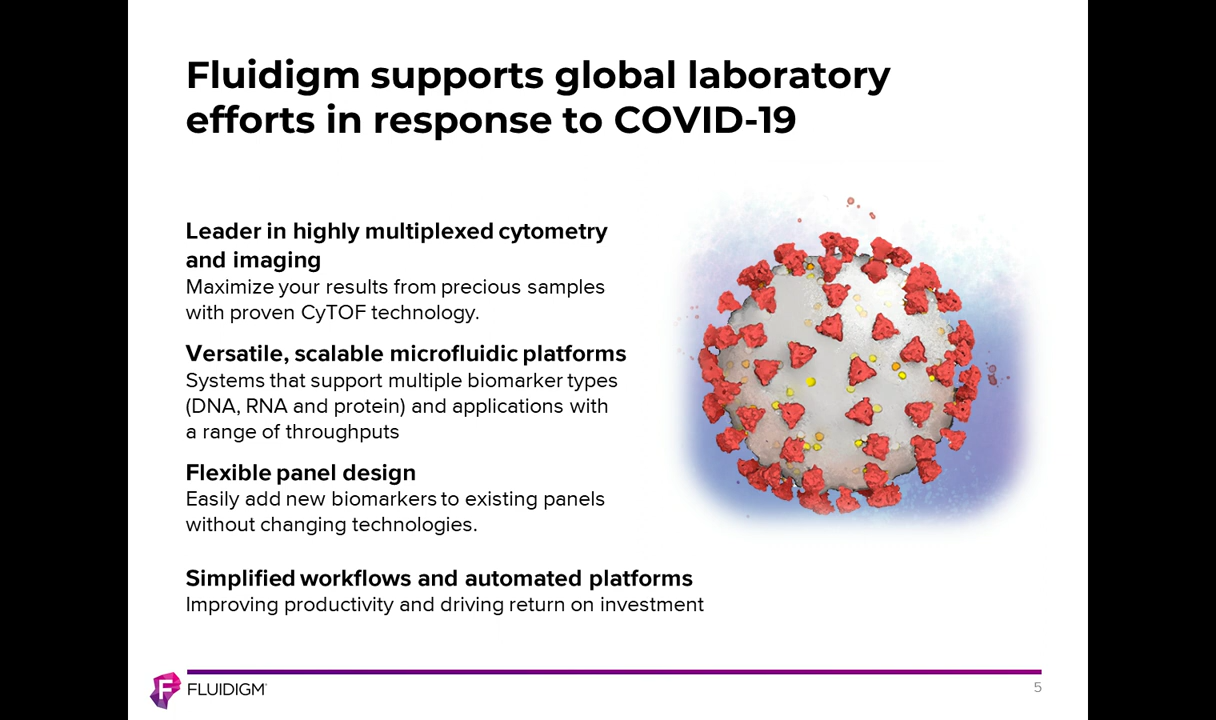 Fluidigm supports global laboratory
efforts in response to COVID-19
Leader in highly multiplexed cytometry
and imaging
Maximize your results from precious samples
with proven CyTOF technology.
Versatile, scalable microfluidic platforms
Systems that support multiple biomarker types
(DNA, RNA and protein) and applications with
a range of throughputs
Flexible panel design
Easily add new biomarkers to existing panels
without changing technologies.
Simplified workflows and automated platforms
Improving productivity and driving return on investment
F FLUIDIGM
5